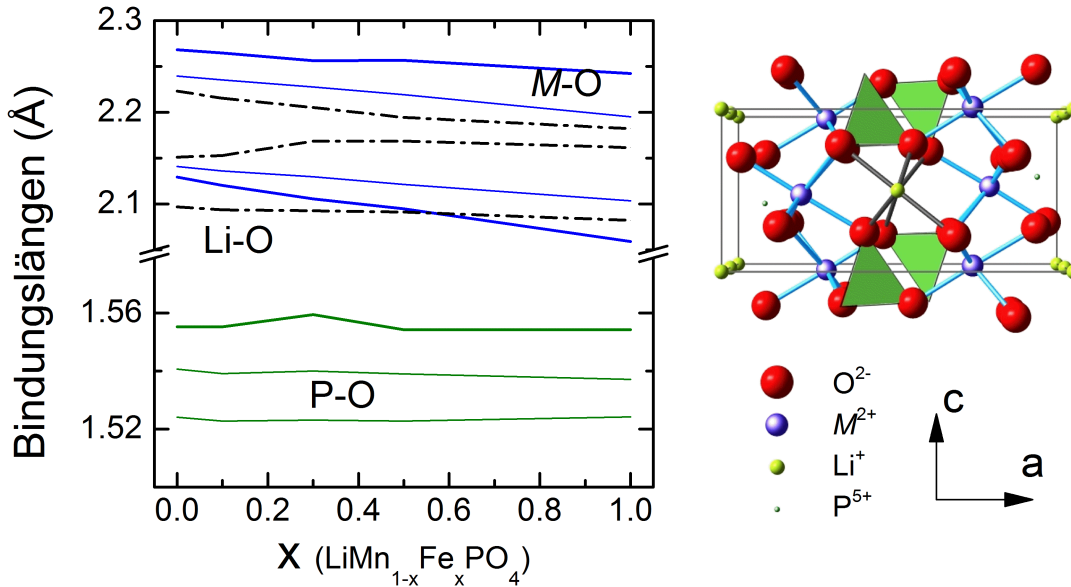 Bindungslängen (Å)
2.3
2.2
2.1
1.56
1.52
M-O
Li-O
P-O
0.0 0.2 0.4 0.6 0.8 1.0
X (LiMn1-xFexPO4)
O2-
M2+
Li+
P5+
c
a